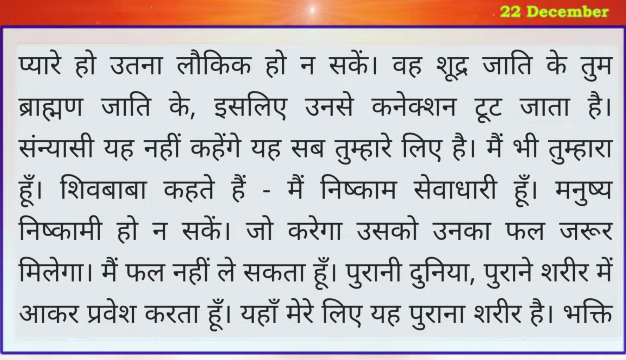 22 December
प्यारे हो उतना लौकिक हो न सकें। वह शूद्र जाति के तुम
ब्राह्मण जाति के, इसलिए उनसे कनेक्शन टूट जाता है।
संन्यासी यह नहीं कहेंगे यह सब तुम्हारे लिए है। मैं भी तुम्हारा
हूँ। शिवबाबा कहते हैं - मैं निष्काम सेवाधारी हूँ। मनुष्य
निष्कामी हो न सकें। जो करेगा उसको उनका फल जरूर
मिलेगा। मैं फल नहीं ले सकता हूँ। पुरानी दुनिया, पुराने शरीर में
आकर प्रवेश करता हूँ। यहाँ मेरे लिए यह पुराना शरीर है। भक्ति